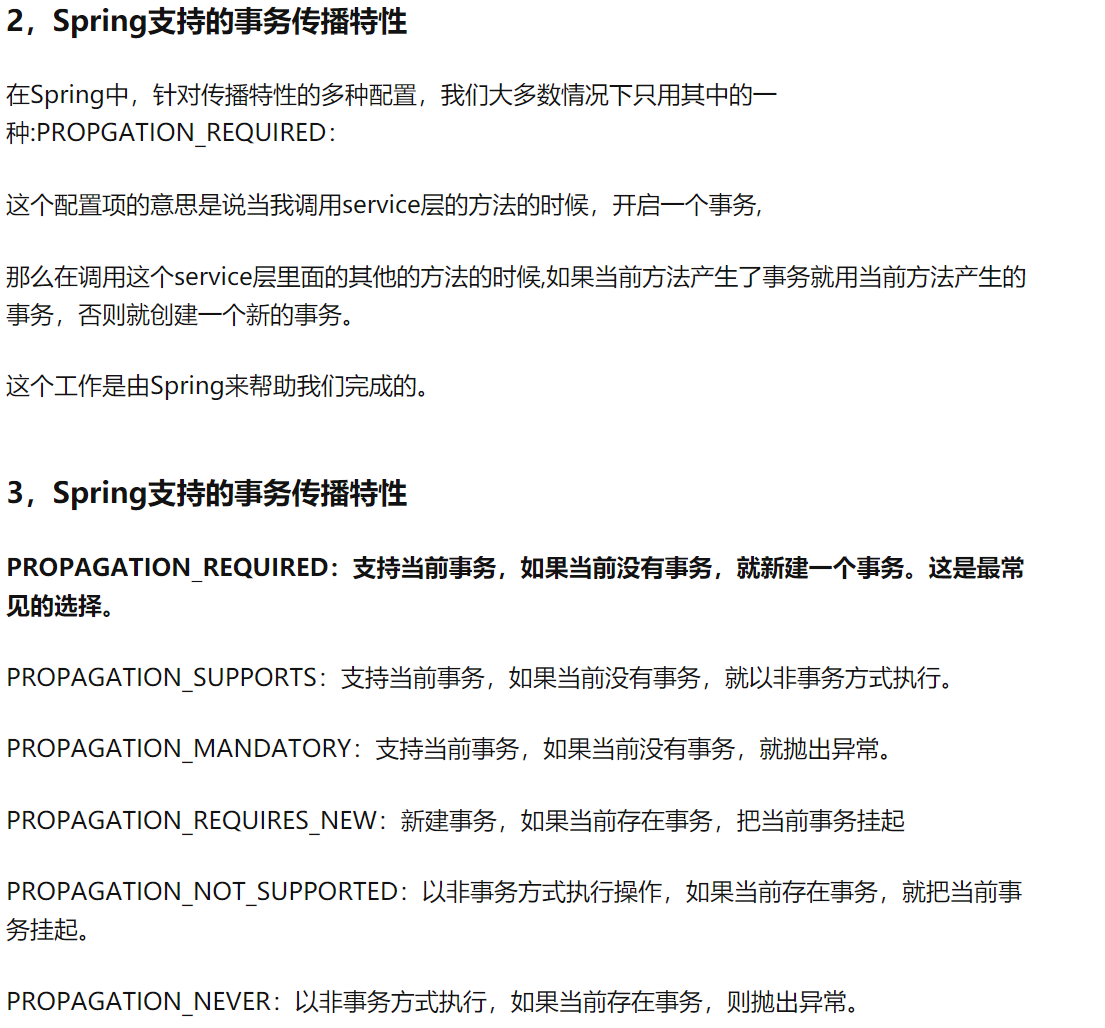 2，Spring支持的事务传播特性
在Spring中，针对传播特性的多种配置，我们大多数情况下只用其中的一
种:PROPGATION_REQUIRED：
这个配置项的意思是说当我调用service层的方法的时候，开启一个事务,
那么在调用这个service层里面的其他的方法的时候,如果当前方法产生了事务就用当前方法产生的
事务，否则就创建一个新的事务。
这个工作是由Spring来帮助我们完成的。
3，Spring支持的事务传播特性
PROPAGATION_REQUIRED：支持当前事务，如果当前没有事务，就新建一个事务。这是最常
见的选择。
PROPAGATION_SUPPORTS：支持当前事务，如果当前没有事务，就以非事务方式执行。
PROPAGATION_MANDATORY：支持当前事务，如果当前没有事务，就抛出异常。
PROPAGATION_REQUIRES_NEW：新建事务，如果当前存在事务，把当前事务挂起
PROPAGATION_NOT_SUPPORTED：以非事务方式执行操作，如果当前存在事务，就把当前事
务挂起。
PROPAGATION_NEVER：以非事务方式执行，如果当前存在事务，则抛出异常。